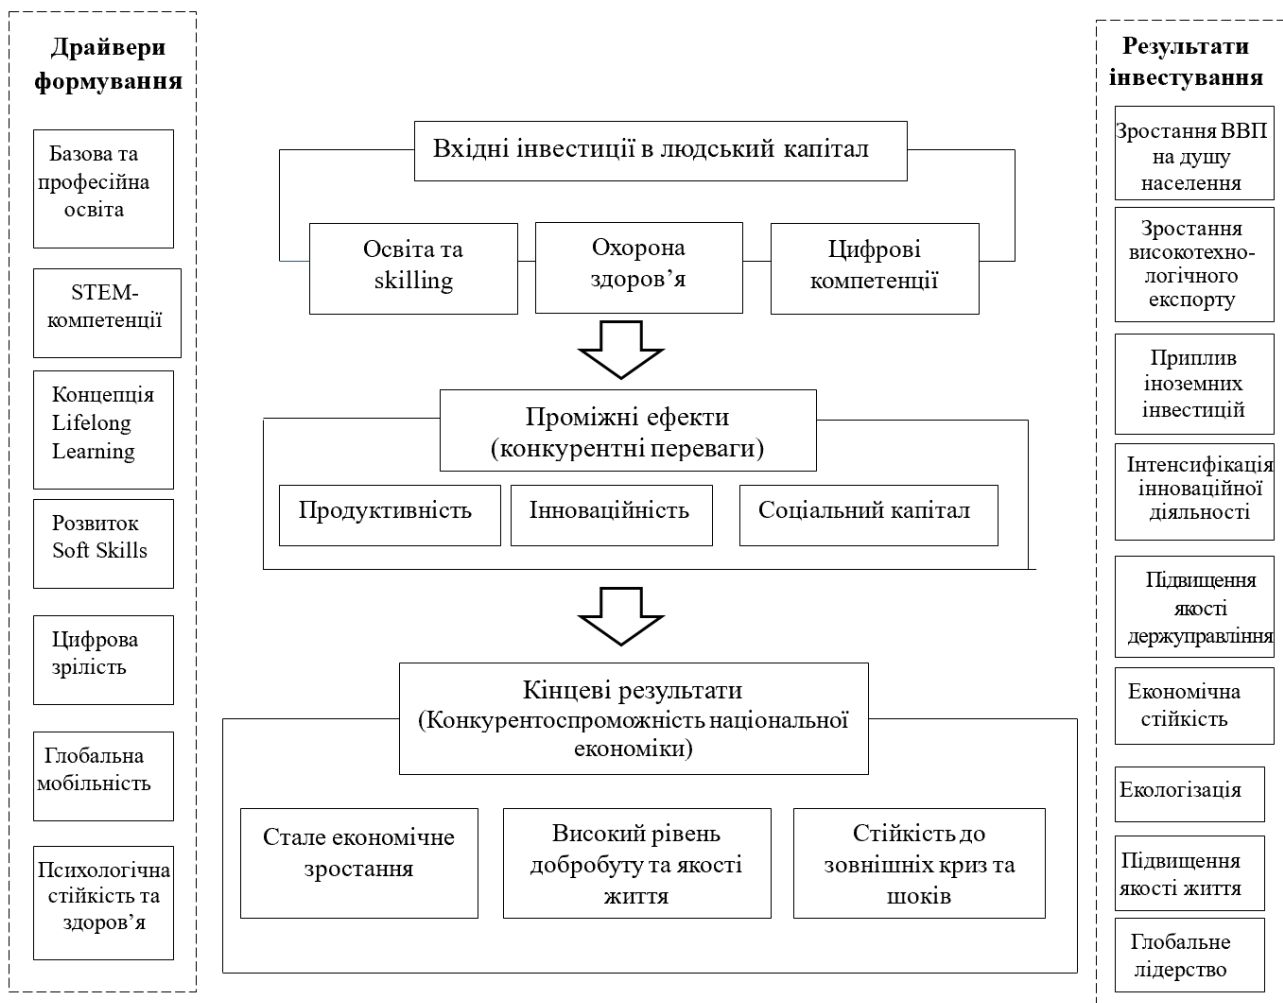 Драйвери
формування
Базова та
професійна
освіта
STEM-
компетенції
Концепція
Lifelong
Learning
Розвиток
Soft Skills
Цифрова
зрілість
Глобальна
мобільність
Психологічна
стійкість та
здоров’я
Вхідні інвестиції в людський капітал
Освіта та
skilling
Охорона
здоров’я
Цифрові
компетенції
Проміжні ефекти
(конкурентні переваги)
Продуктивність
Інноваційність
Соціальний капітал
Кінцеві результати
(Конкурентоспроможність національної
економіки)
Стале економічне
зростання
Високий рівень
добробуту та якості
життя
Стійкість до
зовнішніх криз та
шоків
Результати
інвестування
Зростання ВВП
на душу
населення
Зростання
високотехно-
логічного
експорту
Приплив
іноземних
інвестицій
Інтенсифікація
інноваційної
діяльності
Підвищення
якості
держуправління
Економічна
стійкість
Екологізація
Підвищення
якості життя
Глобальне
лідерство